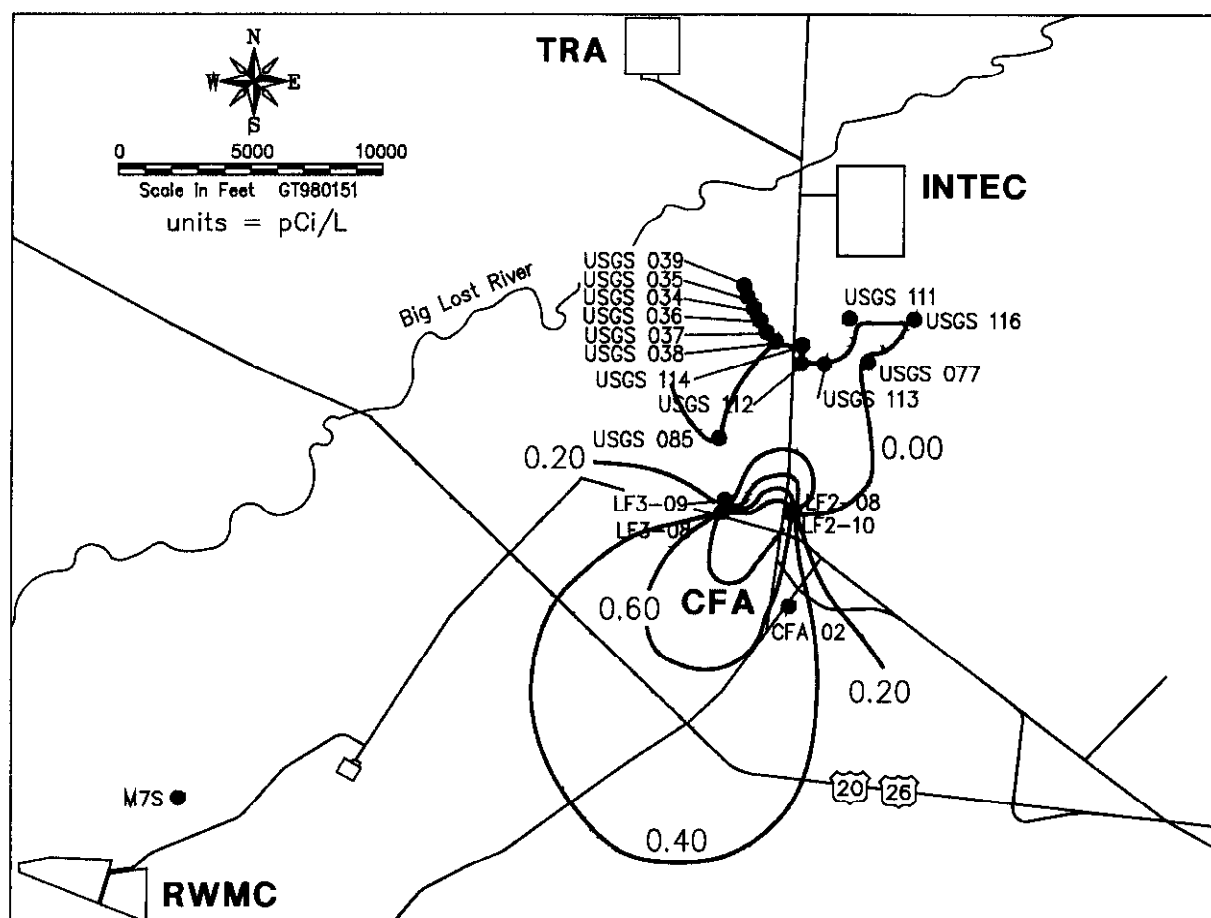 N
W E
S
0 5000 10000
Scale In Feet GT980151
units = pCi/L
TRA
INTEC
Big Lost River
USGS 039
USGS 035
USGS 034
USGS 036
USGS 037
USGS 038
USGS 114
USGS 112
USGS 085
USGS 111
USGS 116
USGS 077
USGS 113
0.00
0.20
LF3-09
LF3-08
LF2-08
LF2-10
0.60
CFA
CFA 02
0.20
20 26
0.40
M7S
RWMC